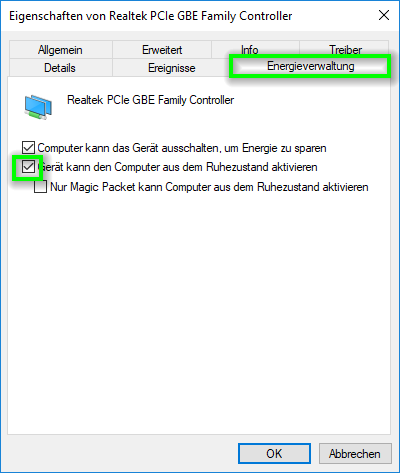 Eigenschaften von Realtek PCIe GBE Family Controller
Allgemein Erweitert Info Treiber
Details Ereignisse Energieverwaltung
Realtek PCIe GBE Family Controller
Computer kann das Gerät ausschalten, um Energie zu sparen
Gerät kann den Computer aus dem Ruhezustand aktivieren
Nur Magic Packet kann Computer aus dem Ruhezustand aktivieren
OK Abbrechen